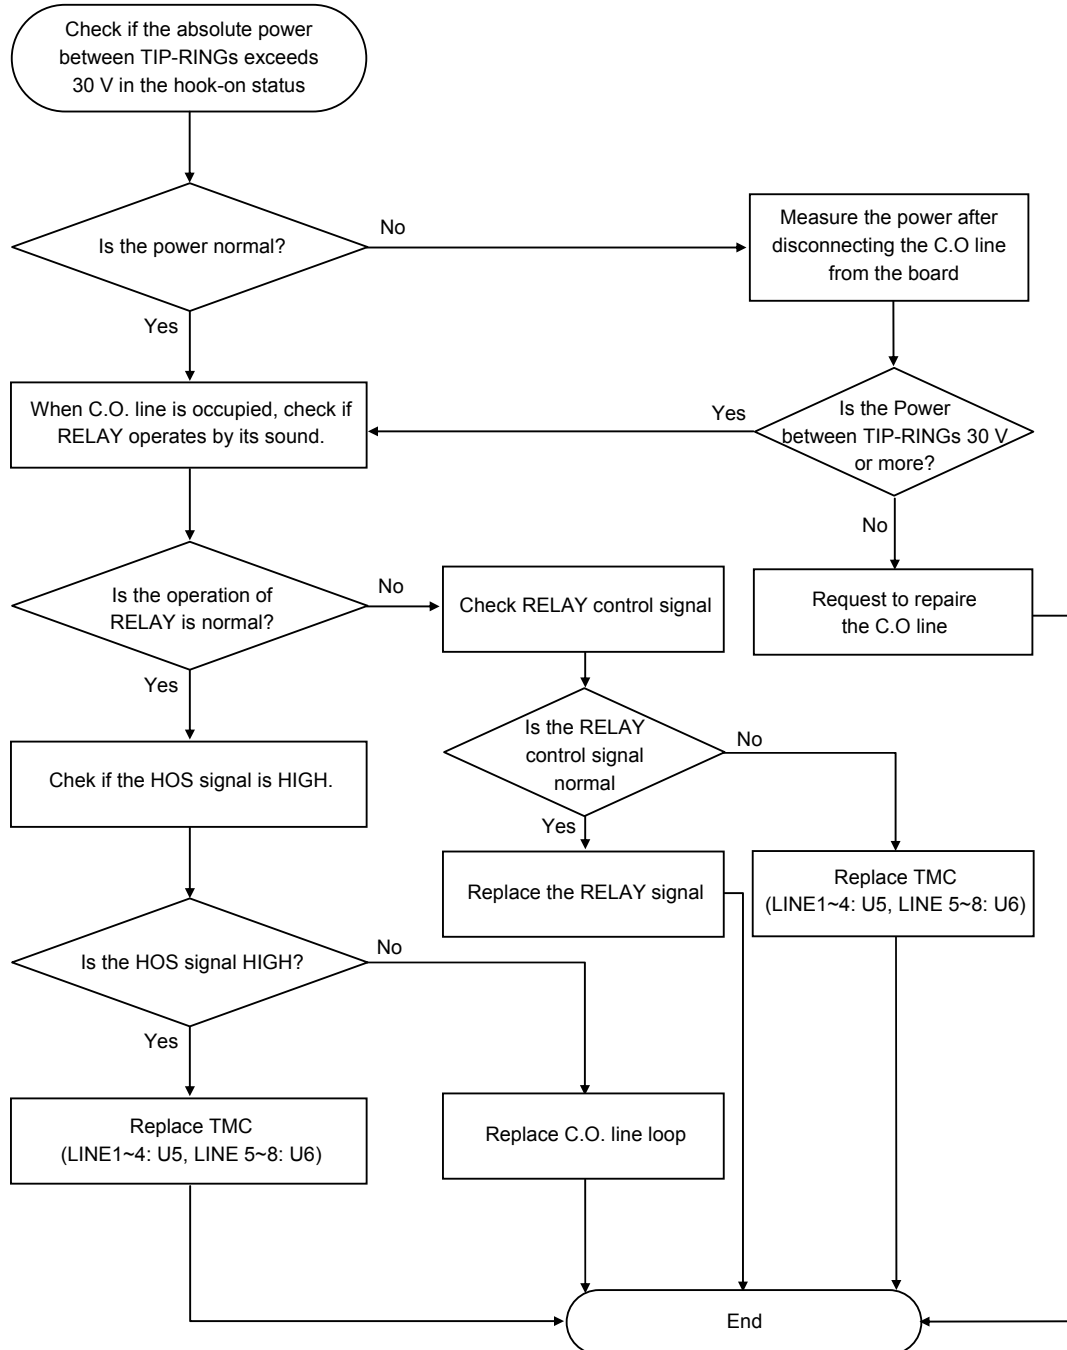 Check if the absolute power
between TIP-RINGs exceeds
30 V in the hook-on status
Is the power normal?
No
Measure the power after
disconnecting the C.O line
from the board
Yes
When C.O. line is occupied, check if
RELAY operates by its sound.
Yes
Is the Power
between TIP-RINGS 30 V
or more?
No
Is the operation of
RELAY is normal?
No
Check RELAY control signal
Request to repaire
the C.O line
Yes
Is the RELAY
control signal
normal
No
Chek if the HOS signal is HIGH.
Yes
Replace the RELAY signal
Replace TMC
(LINE1~4: U5, LINE 5~8: U6)
Is the HOS signal HIGH?
No
Yes
Replace TMC
(LINE1~4: U5, LINE 5~8: U6)
Replace C.O. line loop
End